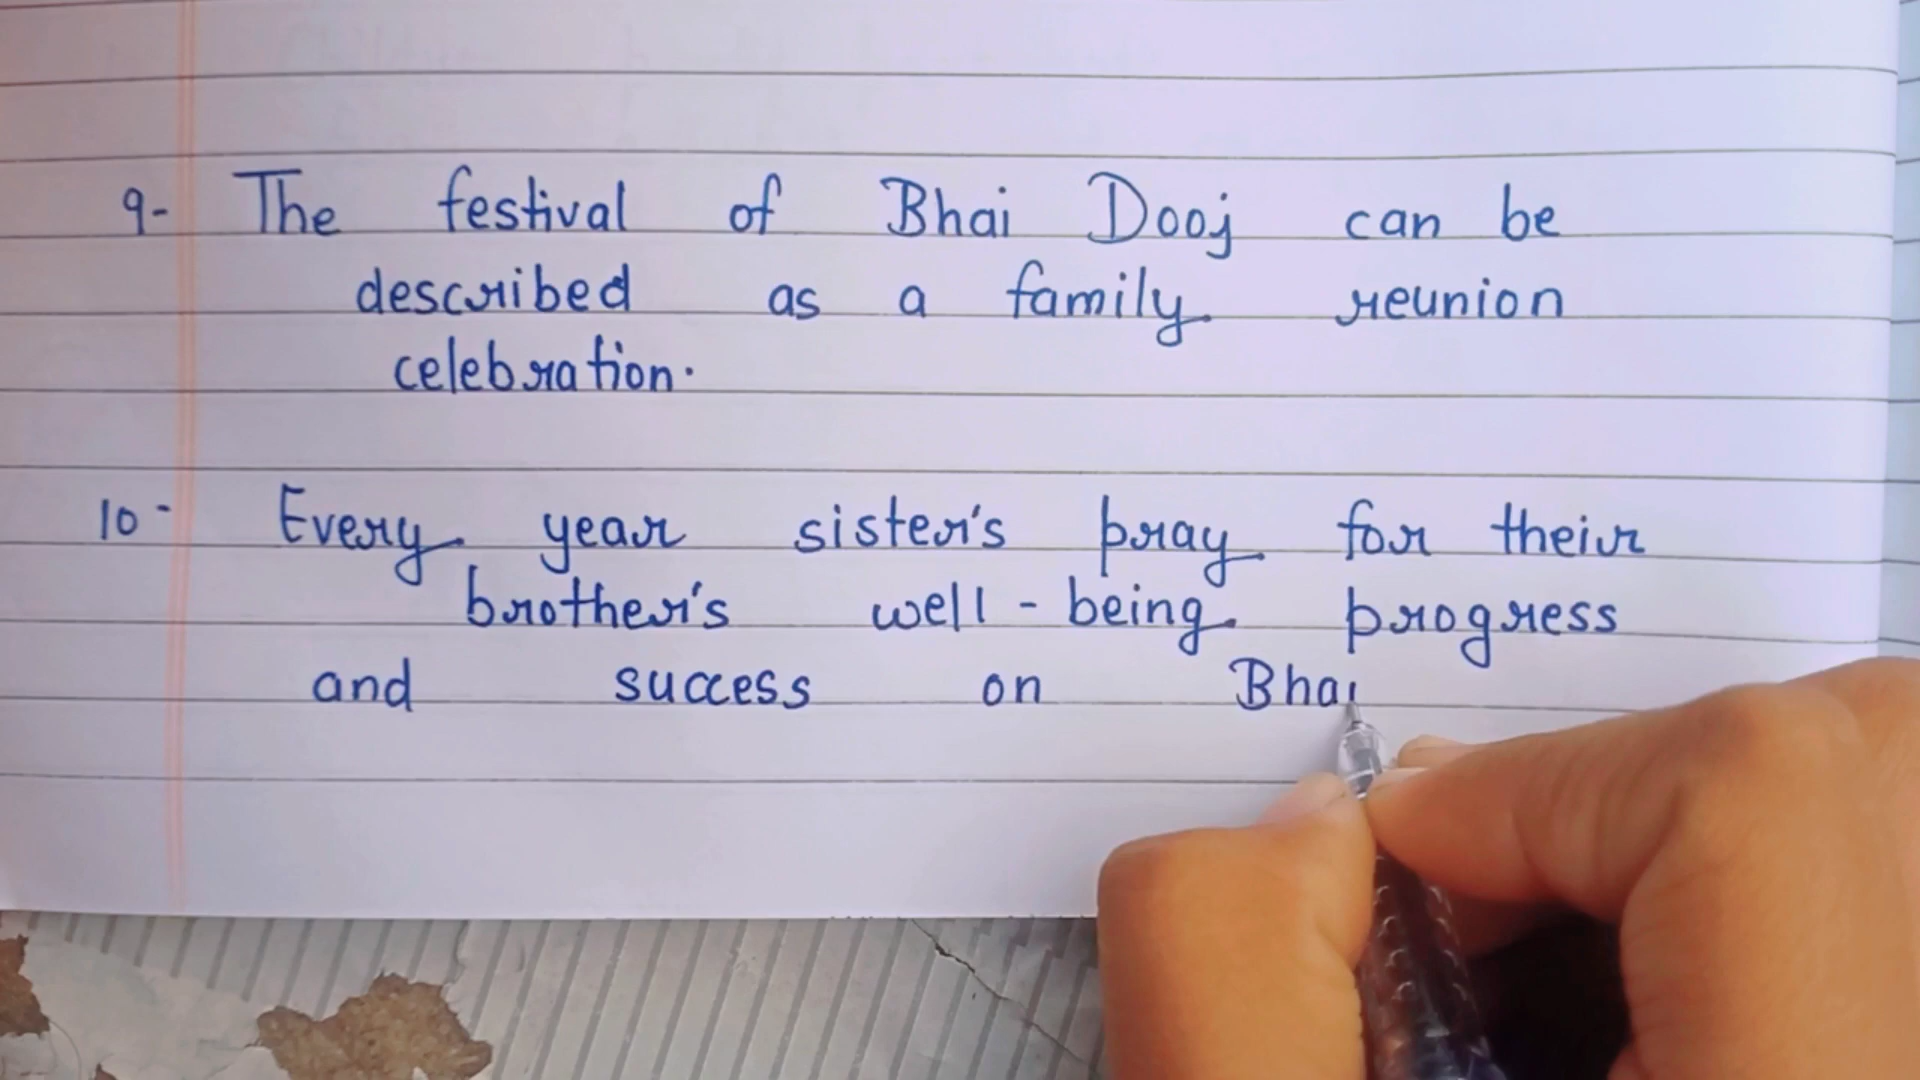 9- The festival of Bhai Dooj can be
described as a family reunion
celebration.
10- Every year sister's pray for their
brother's well-being progress
and success on Bhai